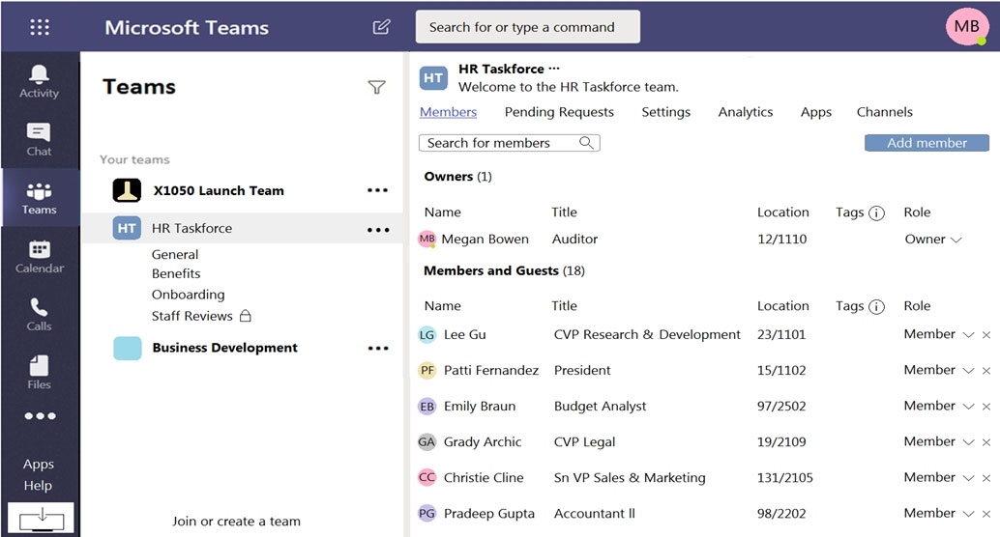 Microsoft Teams
Search for or type a command
MB
Activity
Chat
Teams
Calendar
Calls
Files
Apps
Help
Teams
Your teams
X1050 Launch Team
HT HR Taskforce
General
Benefits
Onboarding
Staff Reviews
Business Development
Join or create a team
HT
HR Taskforce ···
Welcome to the HR Taskforce team.
Members Pending Requests Settings Analytics Apps Channels
Search for members Add member
Owners (1)
Name Title Location Tags i Role
MB Megan Bowen Auditor 12/1110 Owner
Members and Guests (18)
Name Title Location Tags i Role
LG Lee Gu CVP Research & Development 23/1101 Member
PF Patti Fernandez President 15/1102 Member
EB Emily Braun Budget Analyst 97/2502 Member
GA Grady Archic CVP Legal 19/2109 Member
CC Christie Cline Sn VP Sales & Marketing 131/2105 Member
PG Pradeep Gupta Accountant ll 98/2202 Member